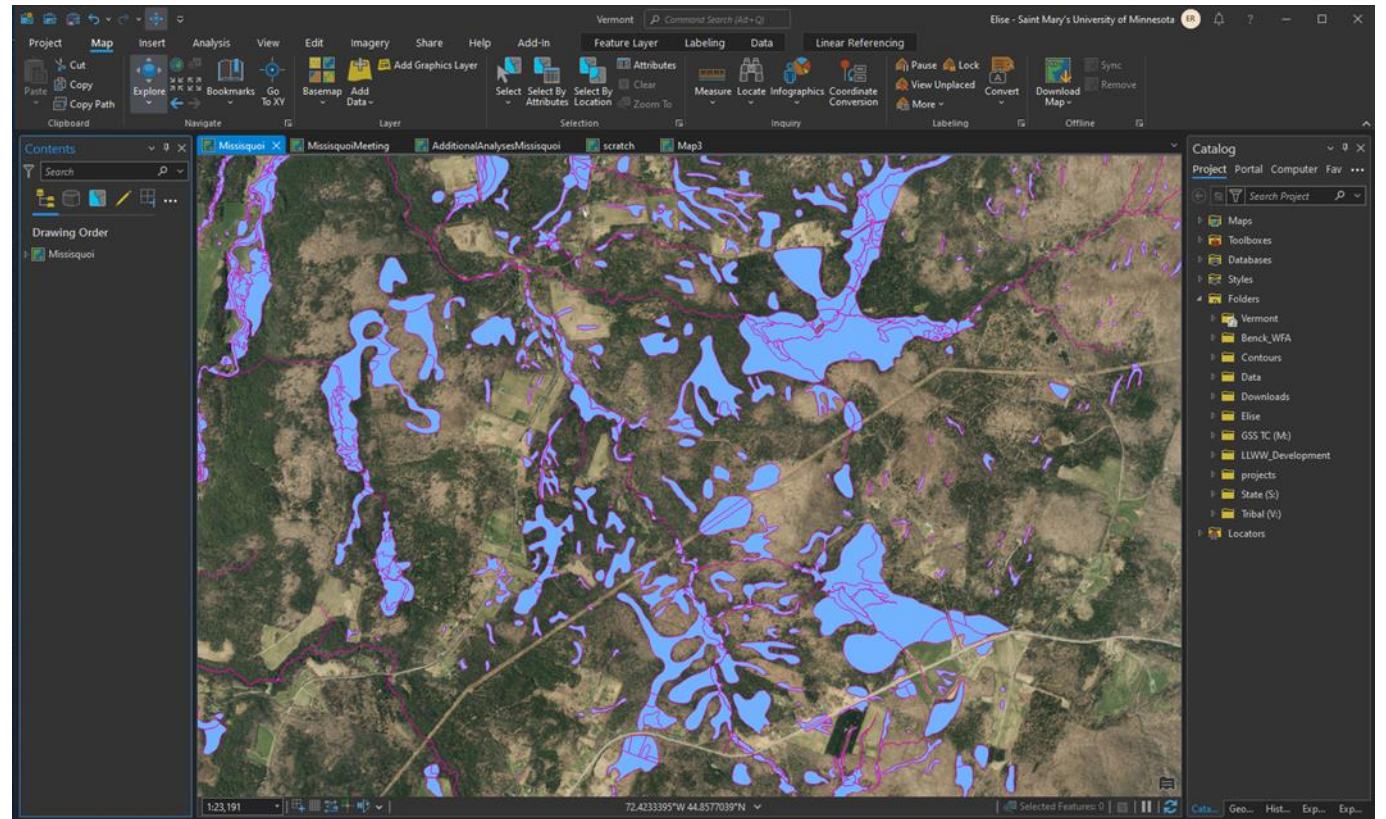 Vermont
Command Search (Alt+Q)
Elise - Saint Mary's University of Minnesota
ER
?
Project Map Insert Analysis View Edit Imagery Share Help Add-In Feature Layer Labeling Data Linear Referencing
Paste
Cut
Copy
Copy Path
Clipboard
Explore
Bookmarks
Go To XY
Navigate
Basemap
Add Data
Add Graphics Layer
Layer
Select
Select By Attributes
Select By Location
Attributes
Clear
Zoom To
Selection
Measure
Locate
Infographics
Coordinate Conversion
Inquiry
Pause
Lock
View Unplaced
More
Convert
Labeling
Download Map
Sync
Remove
Offline
Contents
Search
Drawing Order
Missisquoi
Missisquoi
MissisquoiMeeting
AdditionalAnalysesMissisquoi
scratch
Map3
1:23,191
72.4233395°W 44.8577039°N
Selected Features: 0
Catalog
Project Portal Computer Fav
Search Project
Maps
Toolboxes
Databases
Styles
Folders
Vermont
Benck_WFA
Contours
Data
Downloads
Elise
GSS TC (M:)
LLWW_Development
projects
State (S:)
Tribal (V:)
Locators
Cata... Geo... Hist... Exp... Exp...